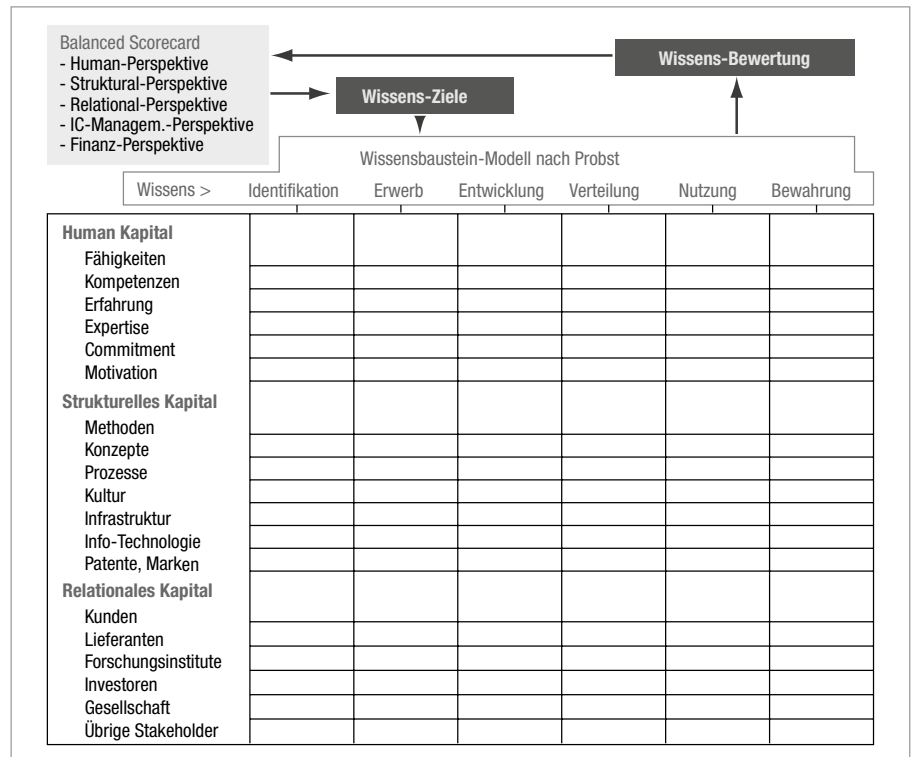 Balanced Scorecard
- Human-Perspektive
- Struktural-Perspektive
- Relational-Perspektive
- IC-Managem.-Perspektive
- Finanz-Perspektive
Wissens-Bewertung
Wissens-Ziele
Wissensbaustein-Modell nach Probst
Wissens > Identifikation Erwerb Entwicklung Verteilung Nutzung Bewahrung
Human Kapital
Fähigkeiten
Kompetenzen
Erfahrung
Expertise
Commitment
Motivation
Strukturelles Kapital
Methoden
Konzepte
Prozesse
Kultur
Infrastruktur
Info-Technologie
Patente, Marken
Relationales Kapital
Kunden
Lieferanten
Forschungsinstitute
Investoren
Gesellschaft
Übrige Stakeholder